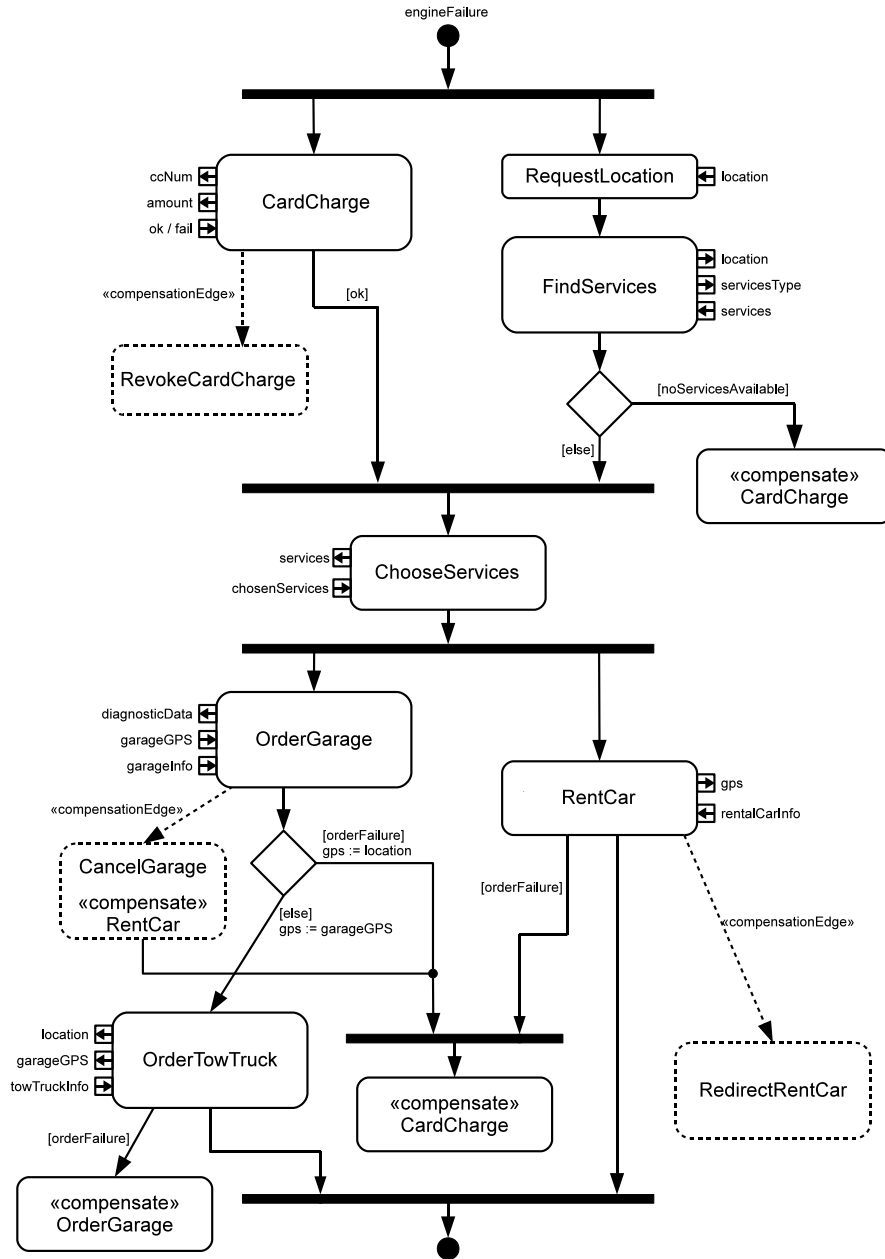 engineFailure
ccNum
amount
ok / fail
CardCharge
RequestLocation
location
FindServices
location
servicesType
services
«compensationEdge»
[ok]
RevokeCardCharge
[noServicesAvailable]
[else]
«compensate»
CardCharge
services
chosenServices
ChooseServices
diagnosticData
garageGPS
garageInfo
OrderGarage
RentCar
gps
rentalCarInfo
«compensationEdge»
[orderFailure]
gps := location
CancelGarage
«compensate»
RentCar
[else]
gps := garageGPS
[orderFailure]
«compensationEdge»
location
garageGPS
towTruckInfo
OrderTowTruck
RedirectRentCar
«compensate»
CardCharge
[orderFailure]
«compensate»
OrderGarage